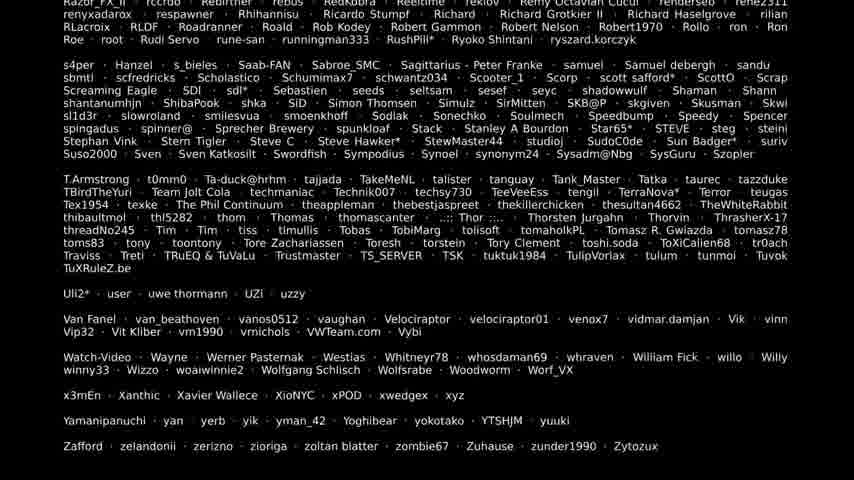 Razor_FX_II · rccrdo · Redirther · rebus · RedKobra · Reeltime · reklov · Remy Octavian Cucui · renderseb · rene2311
renyxadarox · respawner · Rhihannisu · Ricardo Stumpf · Richard · Richard Grotkier II · Richard Haselgrove · rilian
RLacroix · RLDF · Roadranner · Roald · Rob Kodey · Robert Gammon · Robert Nelson · Robert1970 · Roilo · ron · Ron
Roe · root · Rudi Servo · rune-san · runningman333 · RushPill* · Ryoko Shintani · ryszard.korczyk
s4per · Hanzel · s_bieles · Saab-FAN · Sabroe_SMC · Sagittarius - Peter Franke · samuel · Samuel debergh · sandu
sbmti · scfredricks · Scholastico · Schumimax7 · schwantz034 · Scooter_1 · Scorp · scott safford* · ScottO · Scrap
Screaming Eagle · SDI · sdl* · Sebastien · seeds · seltsam · sesef · seyc · shadowwulf · Shaman · Shann
shantanumhjn · ShibaPook · shka · SiD · Simon Thomsen · Simulz · SirMitten · SKB@P · skgiven · Skusman · Skwi
sl1d3r · slowroland · smilesvua · smoenkhoff · Sodiak · Sonechko · Soulmech · Speedbump · Speedy · Spencer
spingadus · spinner@ · Sprecher Brewery · spunkloaf · Stack · Stanley A Bourdon · Star65* · STE\/E · steg · steini
Stephan Vink · Stern Tigler · Steve C · Steve Hawker* · StewMaster44 · studioj · SudoC0de · Sun Badger* · suriv
Suso2000 · Sven · Sven Katkosilt · Swordfish · Sympodius · Synoel · synonym24 · Sysadm@Nbg · SysGuru · Szopler
T.Armstrong · t0mm0 · Ta-duck@hrhm · tajjada · TakeMeNL · talister · tanguay · Tank_Master · Tatka · taurec · tazzduke
TBirdTheYuri · Team Jolt Cola · techmaniac · Technik007 · techsy730 · TeeVeeEss · tengil · TerraNova* · Terror · teugas
Tex1954 · texke · The Phil Continuum · theappleman · thebestjaspreet · thekillerchicken · thesultan4662 · TheWhiteRabbit
thibaultmol · thl5282 · thom · Thomas · thomascanter · ..::: Thor :::.. · Thorsten Jurgahn · Thorvin · ThrasherX-17
threadNo245 · Tim · Tim · tiss · tlmullis · Tobas · TobiMarg · tolisoft · tomaholkPL · Tomasz R. Gwiazda · tomasz78
toms83 · tony · toontony · Tore Zachariassen · Toresh · torstein · Tory Clement · toshi.soda · ToXiCalien68 · tr0ach
Traviss · Treti · TRuEQ & TuVaLu · Trustmaster · TS_SERVER · TSK · tuktuk1984 · TulipVorlax · tulum · tunmoi · Tuvok
TuXRuleZ.be
Uli2* · user · uwe thormann · UZi · uzzy
Van Fanel · van_beathoven · vanos0512 · vaughan · Velociraptor · velociraptor01 · venox7 · vidmar.damjan · Vik · vinn
Vip32 · Vit Kliber · vm1990 · vrnichols · VWTeam.com · Vybi
Watch-Video · Wayne · Werner Pasternak · Westias · Whitneyr78 · whosdaman69 · whraven · William Fick · willo · Willy
winny33 · Wizzo · woaiwinnie2 · Wolfgang Schlisch · Wolfsrabe · Woodworm · Worf_VX
x3mEn · Xanthic · Xavier Wallece · XioNYC · xPOD · xwedgex · xyz
Yamanipanuchi · yan · yerb · yik · yman_42 · Yoghibear · yokotako · YTSHJM · yuuki
Zafford · zelandonii · zerizno · zioriga · zoltan blatter · zombie67 · Zuhause · zunder1990 · Zytozux